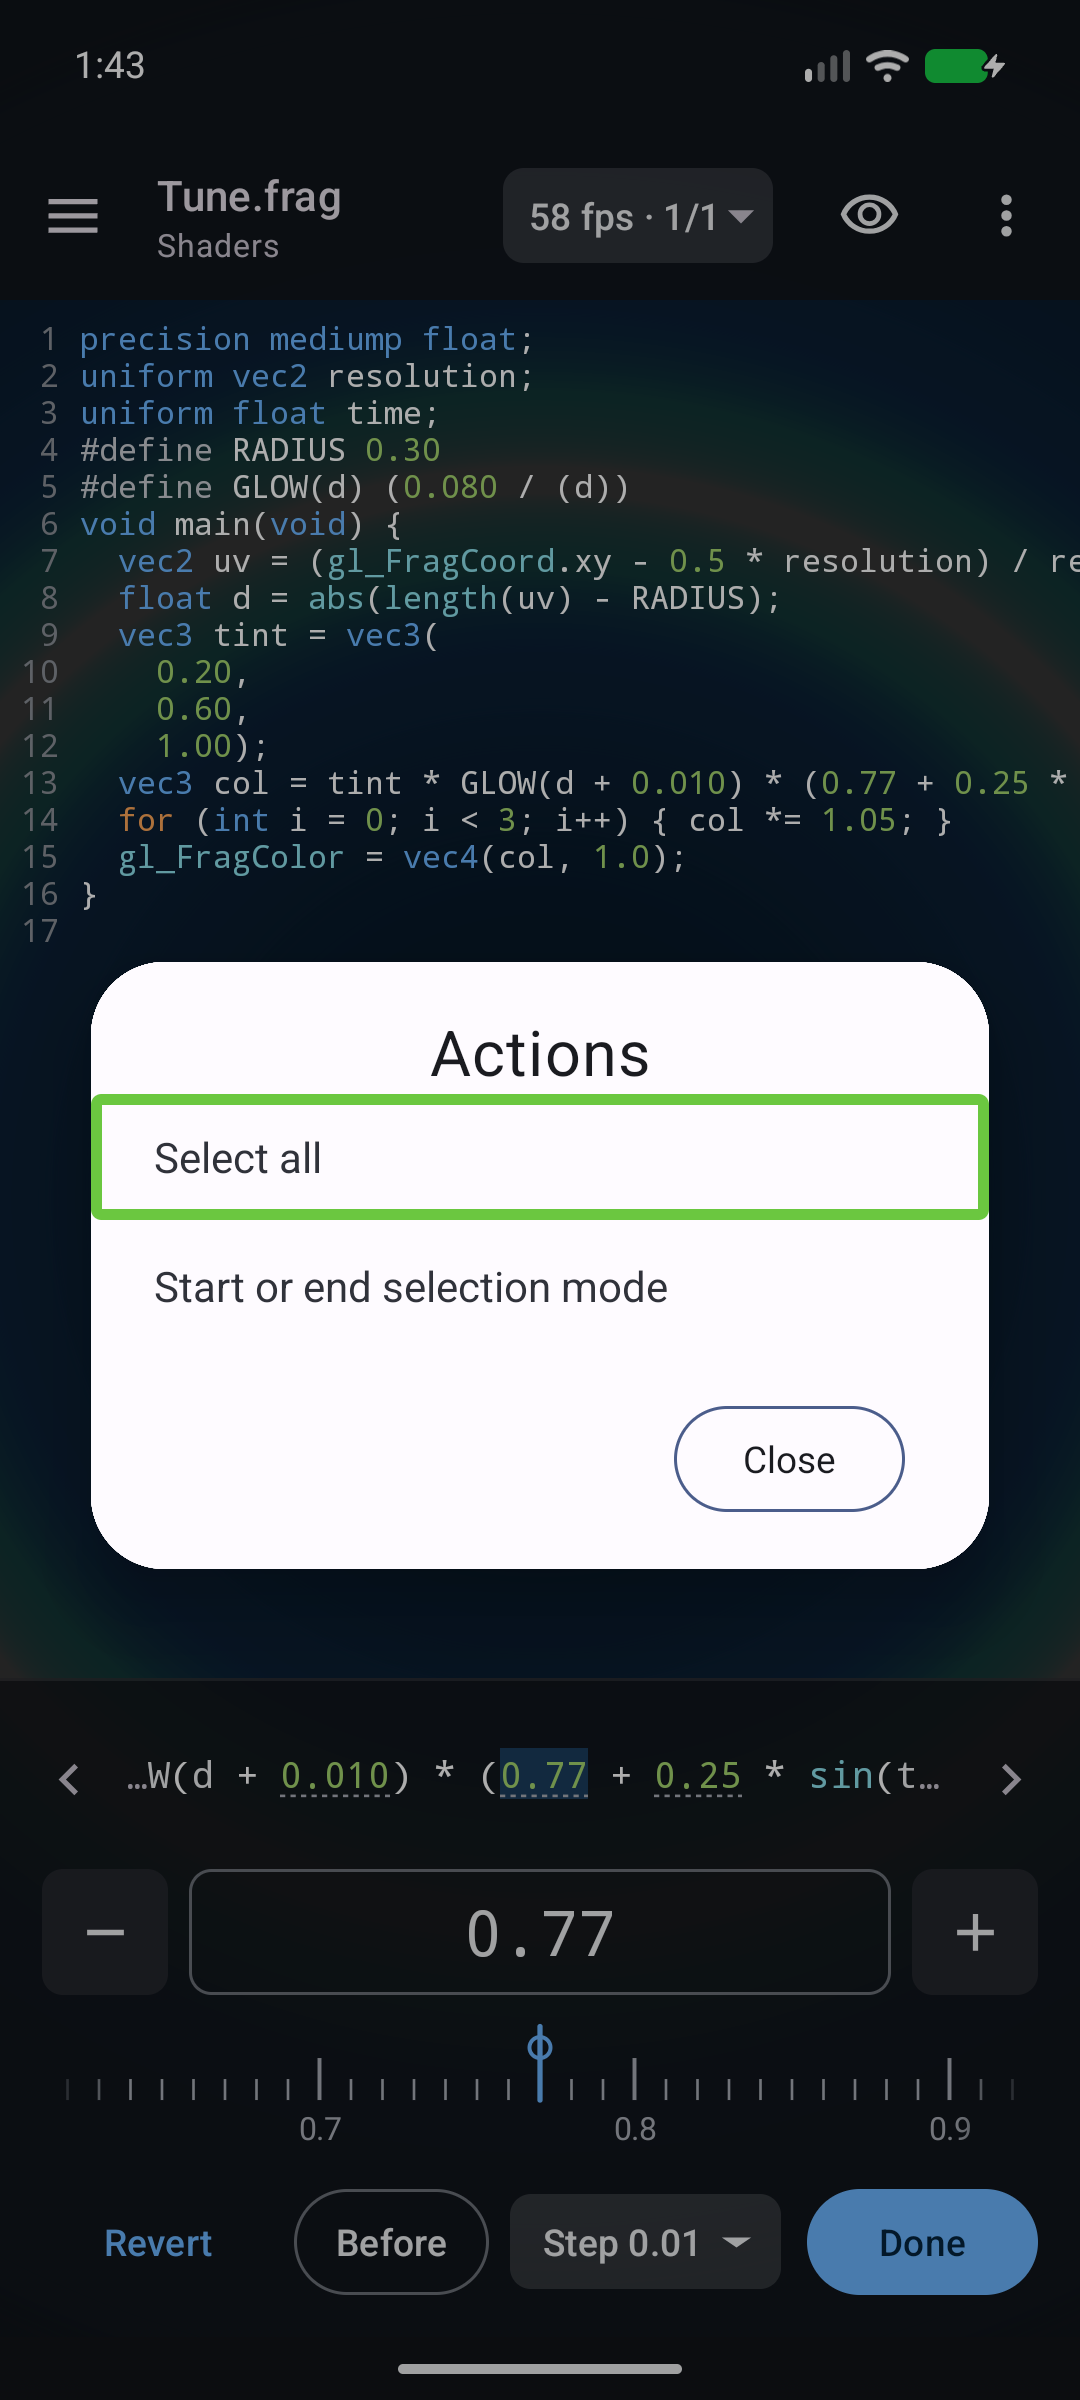 1:43
Tune.frag
Shaders
58 fps · 1/1
1 precision mediump float;
2 uniform vec2 resolution;
3 uniform float time;
4 #define RADIUS 0.30
5 #define GLOW(d) (0.080 / (d))
6 void main(void) {
7   vec2 uv = (gl_FragCoord.xy - 0.5 * resolution) / re
8   float d = abs(length(uv) - RADIUS);
9   vec3 tint = vec3(
10     0.20,
11     0.60,
12     1.00);
13   vec3 col = tint * GLOW(d + 0.010) * (0.77 + 0.25 *
14   for (int i = 0; i < 3; i++) { col *= 1.05; }
15   gl_FragColor = vec4(col, 1.0);
16 }
17
Actions
Select all
Start or end selection mode
Close
…W(d + 0.010) * (0.77 + 0.25 * sin(t…
0.77
0.7 0.8 0.9
Revert
Before
Step 0.01
Done